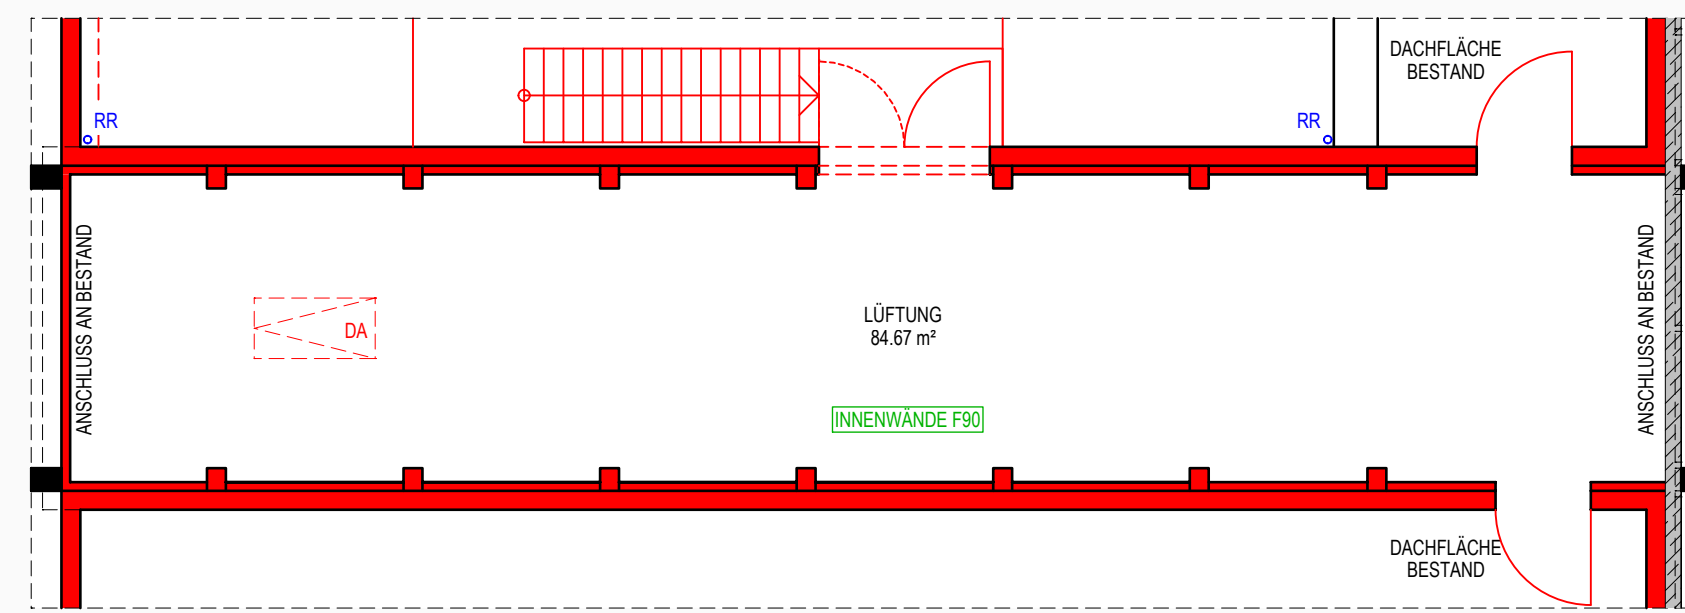 DACHFLÄCHE
BESTAND
RR
RR
ANSCHLUSS AN BESTAND
LÜFTUNG
84.67 m²
DA
INNENWÄNDE F90
ANSCHLUSS AN BESTAND
DACHFLÄCHE
BESTAND